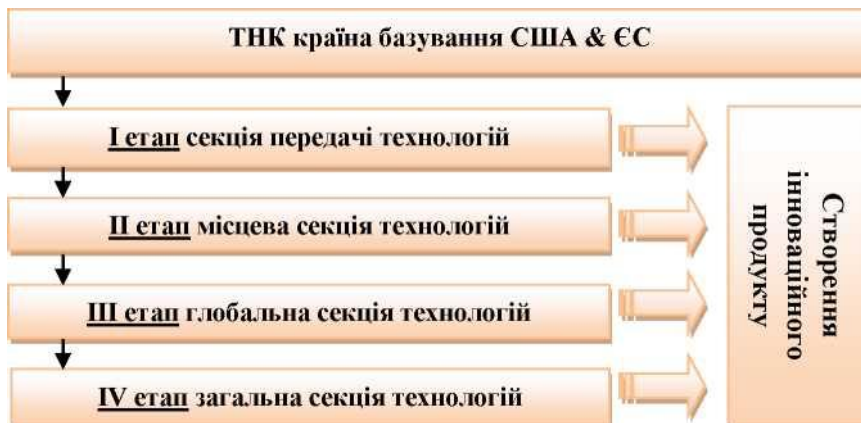 ТНК країна базування США & ЄС
І етап секція передачі технологій
ІІ етап місцева секція технологій
ІІІ етап глобальна секція технологій
IV етап загальна секція технологій
Створення
інноваційного
продукту